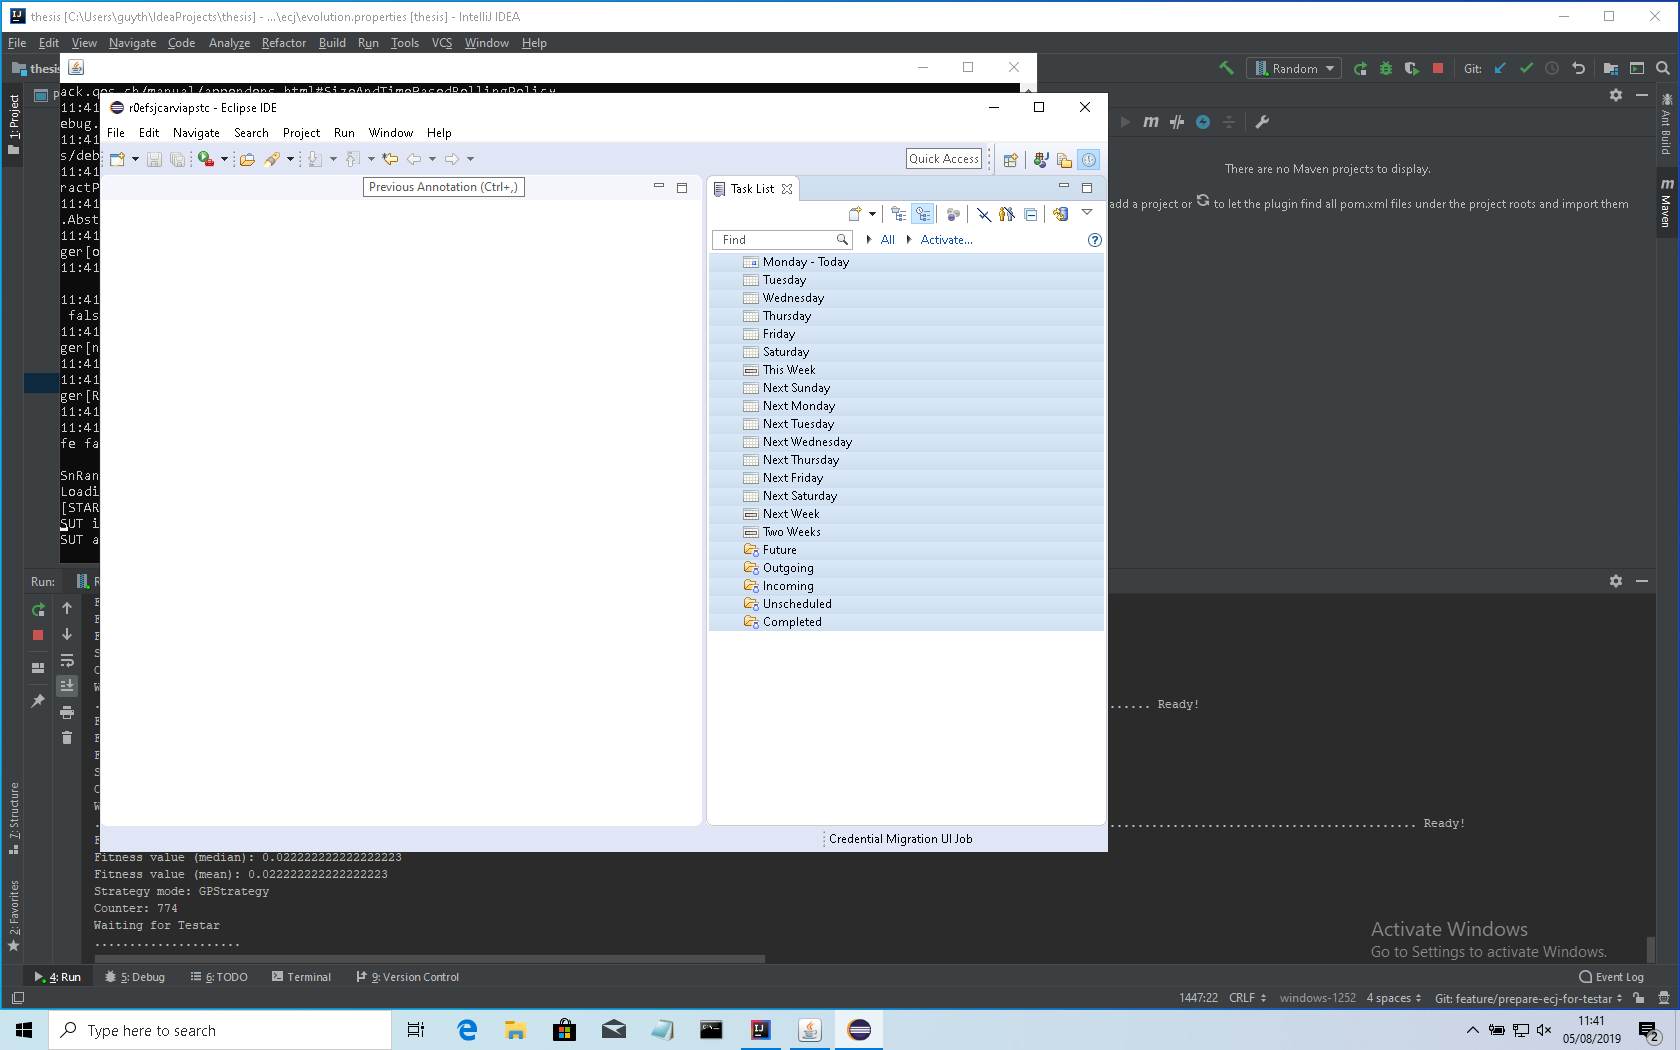 thesis [C:\Users\guyth\IdeaProjects\thesis] - ...\ecj\evolution.properties [thesis] - IntelliJ IDEA
File Edit View Navigate Code Analyze Refactor Build Run Tools VCS Window Help
thesis
Random
Git:
1: Project
ack.qos.ch/manual/appenders.html#SizeAndTimeBasedRollingPolicy
11:41
ebug.
11:41
s/deb
11:41
ractP
11:41
.Abst
11:41
ger[o
11:41
11:41
fals
11:41
ger[n
11:41
11:41
ger[R
11:41
11:41
fe fa
SnRan
Loadi
[STAR
SUT i
SUT a
r0efsjcarviapstc - Eclipse IDE
File Edit Navigate Search Project Run Window Help
Quick Access
Previous Annotation (Ctrl+,)
Task List
Find
All
Activate...
Monday - Today
Tuesday
Wednesday
Thursday
Friday
Saturday
This Week
Next Sunday
Next Monday
Next Tuesday
Next Wednesday
Next Thursday
Next Friday
Next Saturday
Next Week
Two Weeks
Future
Outgoing
Incoming
Unscheduled
Completed
Credential Migration UI Job
There are no Maven projects to display.
add a project or to let the plugin find all pom.xml files under the project roots and import them
Ant Build
Maven
Run:
...... Ready!
........................................... Ready!
Fitness value (median): 0.022222222222222223
Fitness value (mean): 0.022222222222222223
Strategy mode: GPStrategy
Counter: 774
Waiting for Testar
.....................
7: Structure
2: Favorites
Activate Windows
Go to Settings to activate Windows.
4: Run 5: Debug 6: TODO Terminal 9: Version Control
Event Log
1447:22 CRLF windows-1252 4 spaces Git: feature/prepare-ecj-for-testar
Type here to search
11:41
05/08/2019
2